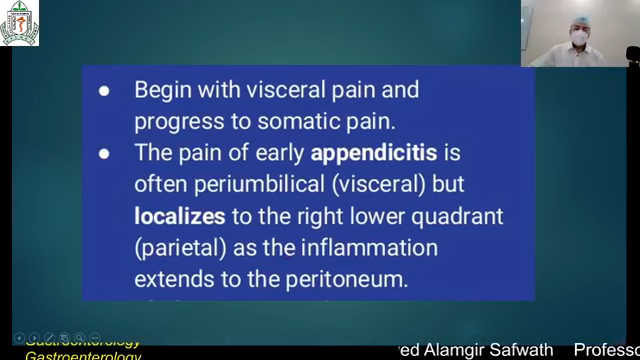 ● Begin with visceral pain and
progress to somatic pain.
● The pain of early appendicitis is
often periumbilical (visceral) but
localizes to the right lower quadrant
(parietal) as the inflammation
extends to the peritoneum.
Gastroenterology
Gastroenterology
ed Alamgir Safwath Professo